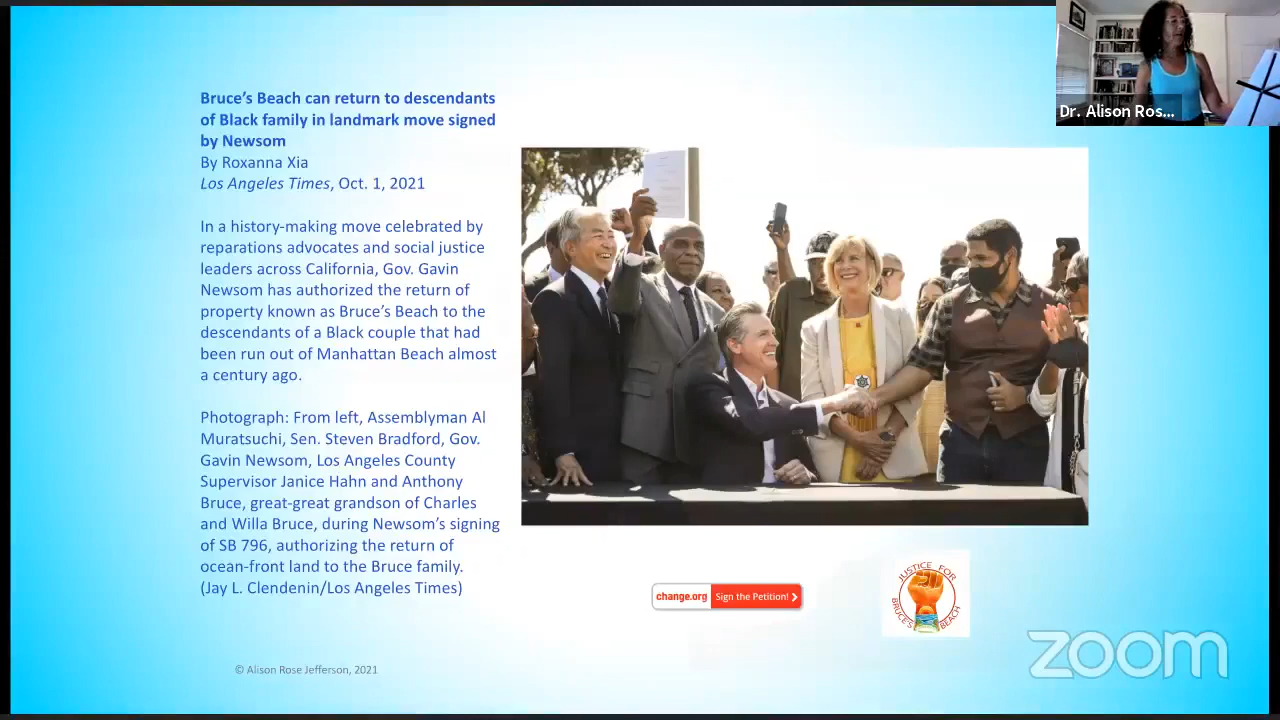 Dr. Alison Ros...
Bruce's Beach can return to descendants
of Black family in landmark move signed
by Newsom
By Roxanna Xia
Los Angeles Times, Oct. 1, 2021
In a history-making move celebrated by
reparations advocates and social justice
leaders across California, Gov. Gavin
Newsom has authorized the return of
property known as Bruce's Beach to the
descendants of a Black couple that had
been run out of Manhattan Beach almost
a century ago.
Photograph: From left, Assemblyman Al
Muratsuchi, Sen. Steven Bradford, Gov.
Gavin Newsom, Los Angeles County
Supervisor Janice Hahn and Anthony
Bruce, great-great grandson of Charles
and Willa Bruce, during Newsom's signing
of SB 796, authorizing the return of
ocean-front land to the Bruce family.
(Jay L. Clendenin/Los Angeles Times)
change.org Sign the Petition!
JUSTICE FOR
BRUCE'S BEACH
© Alison Rose Jefferson, 2021
zoom